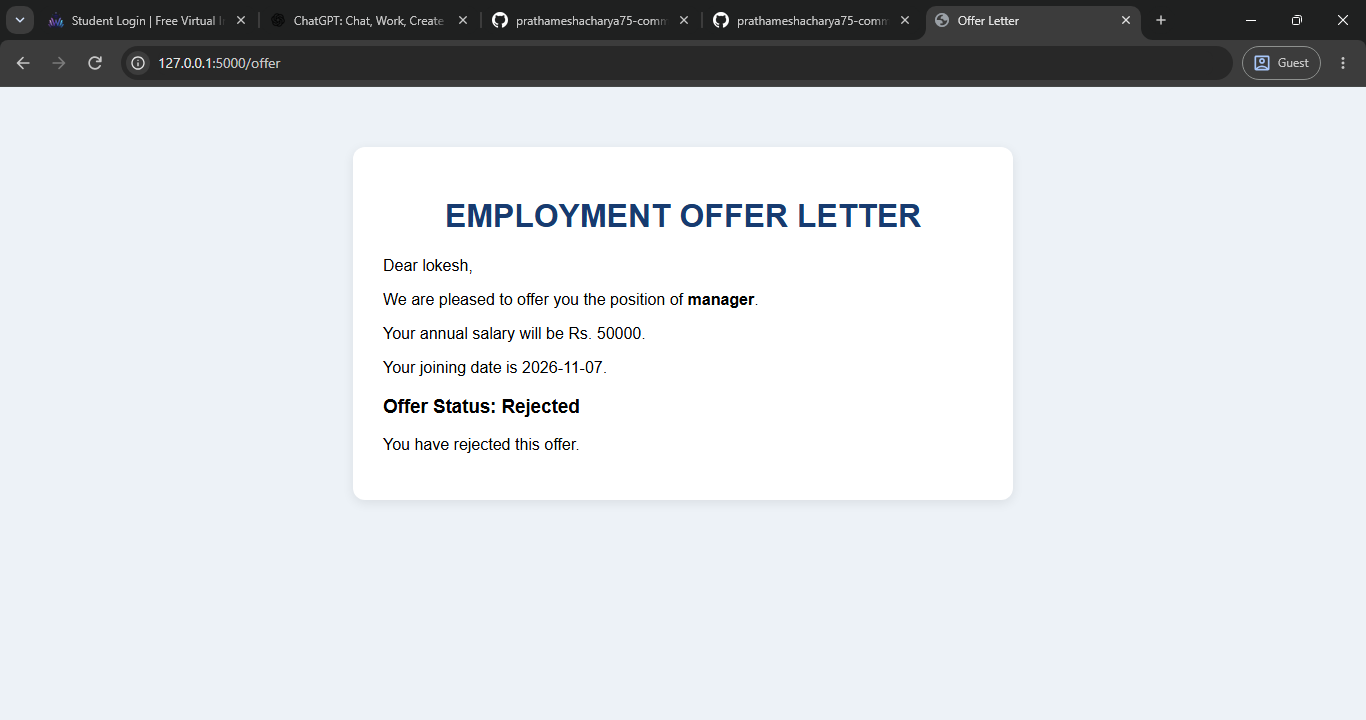 Student Login | Free Virtual I
ChatGPT: Chat, Work, Create
prathameshacharya75-comm
prathameshacharya75-comm
Offer Letter
127.0.0.1:5000/offer
Guest
EMPLOYMENT OFFER LETTER
Dear lokesh,
We are pleased to offer you the position of manager.
Your annual salary will be Rs. 50000.
Your joining date is 2026-11-07.
Offer Status: Rejected
You have rejected this offer.